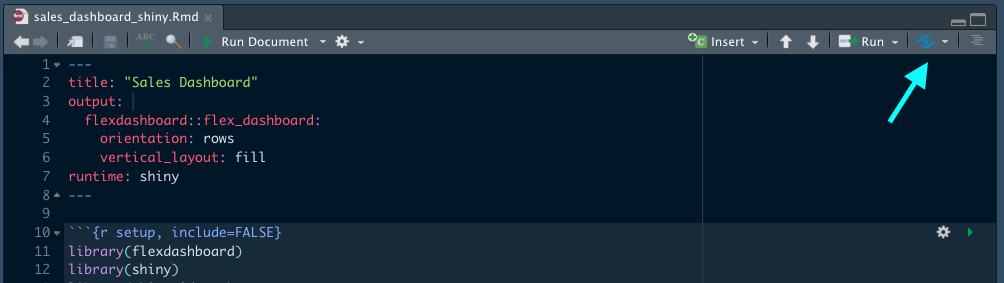 sales_dashboard_shiny.Rmd
ABC Run Document Insert Run
1 ---
2 title: "Sales Dashboard"
3 output:
4 flexdashboard::flex_dashboard:
5 orientation: rows
6 vertical_layout: fill
7 runtime: shiny
8 ---
9
10 ```{r setup, include=FALSE}
11 library(flexdashboard)
12 library(shiny)